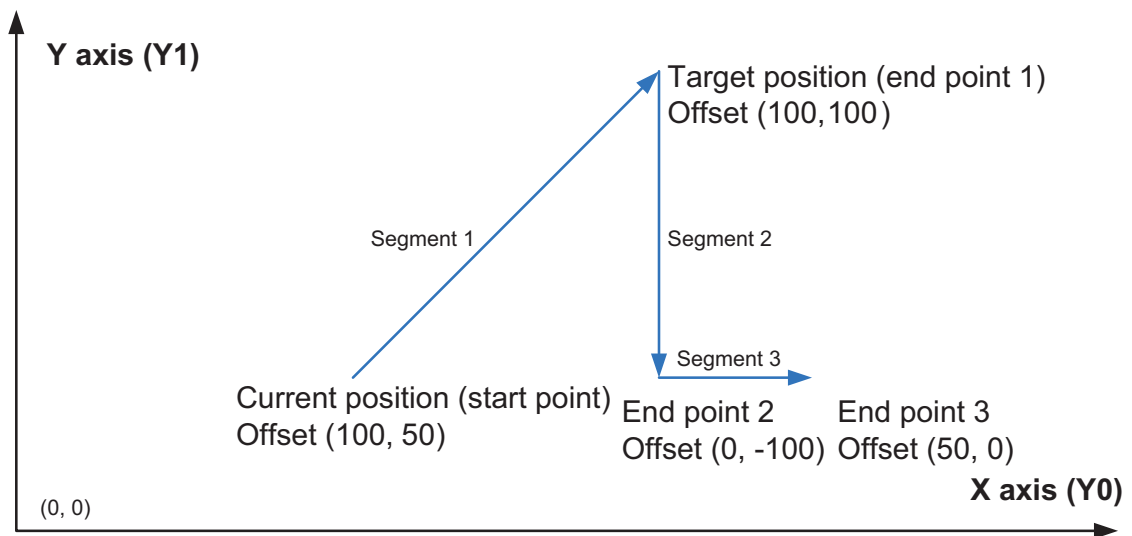 Y axis (Y1)
Target position (end point 1)
Offset (100,100)
Segment 1
Segment 2
Segment 3
Current position (start point)
Offset (100, 50)
End point 2
Offset (0, -100)
End point 3
Offset (50, 0)
X axis (Y0)
(0, 0)